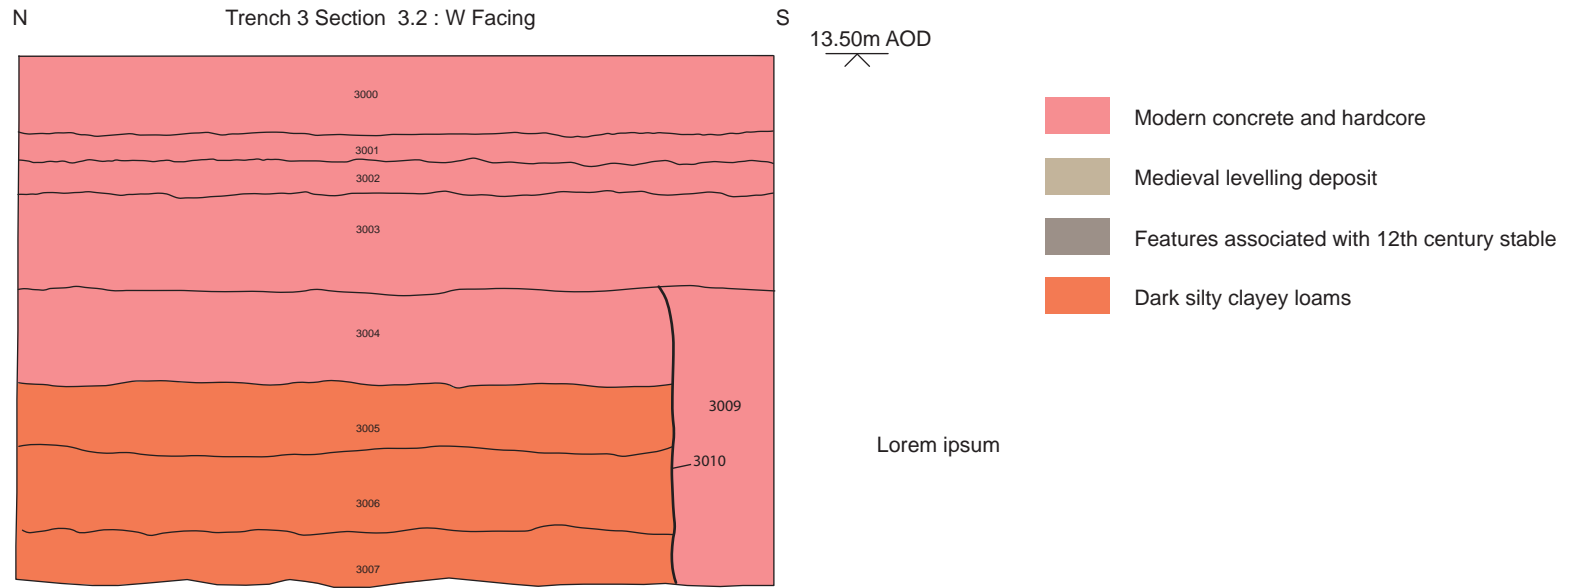 N
Trench 3 Section 3.2 : W Facing
S
13.50m AOD
3000
3001
3002
3003
3004
3005
3006
3007
3009
3010
Modern concrete and hardcore
Medieval levelling deposit
Features associated with 12th century stable
Dark silty clayey loams
Lorem ipsum